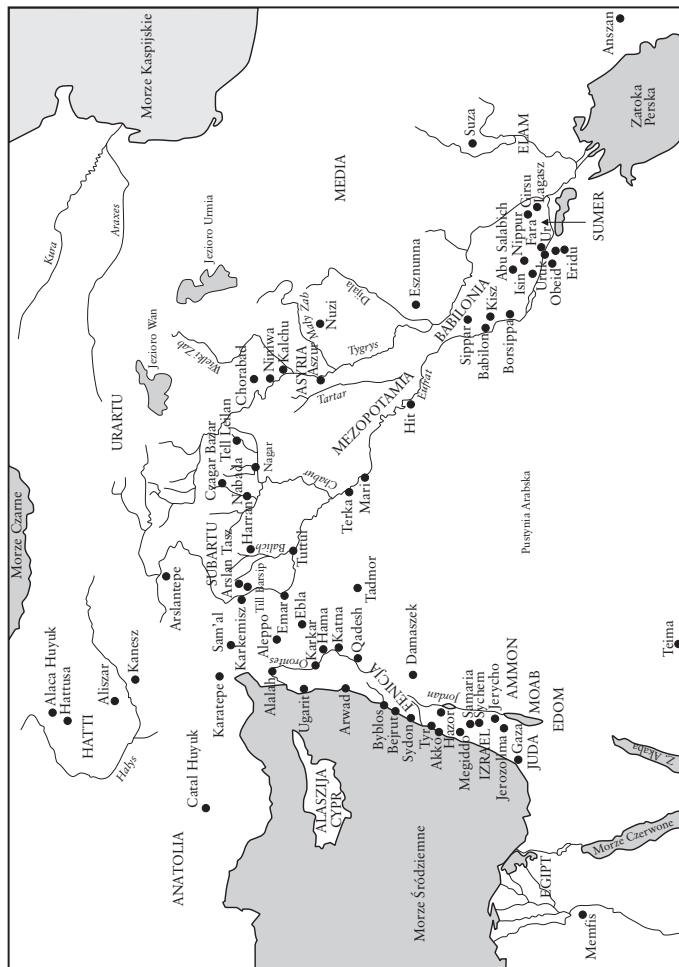 Morze Czarne
Morze Kaspijskie
Kura
Araxes
Alaca Huyuk
Hattusa
HATTI
Aliszar
Kanesz
Halys
Arslantepe
URARTU
Jezioro Wan
Jezioro Urmia
MEDIA
ANATOLIA
Catal Huyuk
Karatepe
Sam'al
Karkemisz
SUBARTU
Arslan Tasz
Till Barsip
Harran
Nabada
Czagar Bazar
Tell Leilan
Nagar
Chabur
Balich
Tuttul
Wielki Zab
Chorabad
Niniwa
Kalchu
ASYRIA
Aszur
Mały Zab
Nuzi
Tygrys
Tartar
Dijala
Esznunna
Alalah
Aleppo
Emar
Ebla
Orontes
Karkar
Hama
Katna
Qadesh
Ugarit
Arwad
Tadmor
Terka
Mari
MEZOPOTAMIA
Hit
Eufrat
BABILONIA
Sippar
Kisz
Babilon
Borsippa
Suza
ELAM
Anszan
Zatoka
Perska
Abu Salabich
Nippur
Isin
Fara
Girsu
Lagasz
Uruk
Ur
Obeid
Eridu
SUMER
ALASZIJA
CYPR
Morze Śródziemne
Byblos
Bejrut
FENICJA
Sydon
Tyr
Akko
Hazor
Megiddo
Damaszek
Jordan
Samaria
Sychem
IZRAEL
Jerycho
Jerozolima
Gaza
JUDA
AMMON
MOAB
EDOM
Pustynia Arabska
Teima
Z. Akaba
Morze Czerwone
EGIPT
Memfis